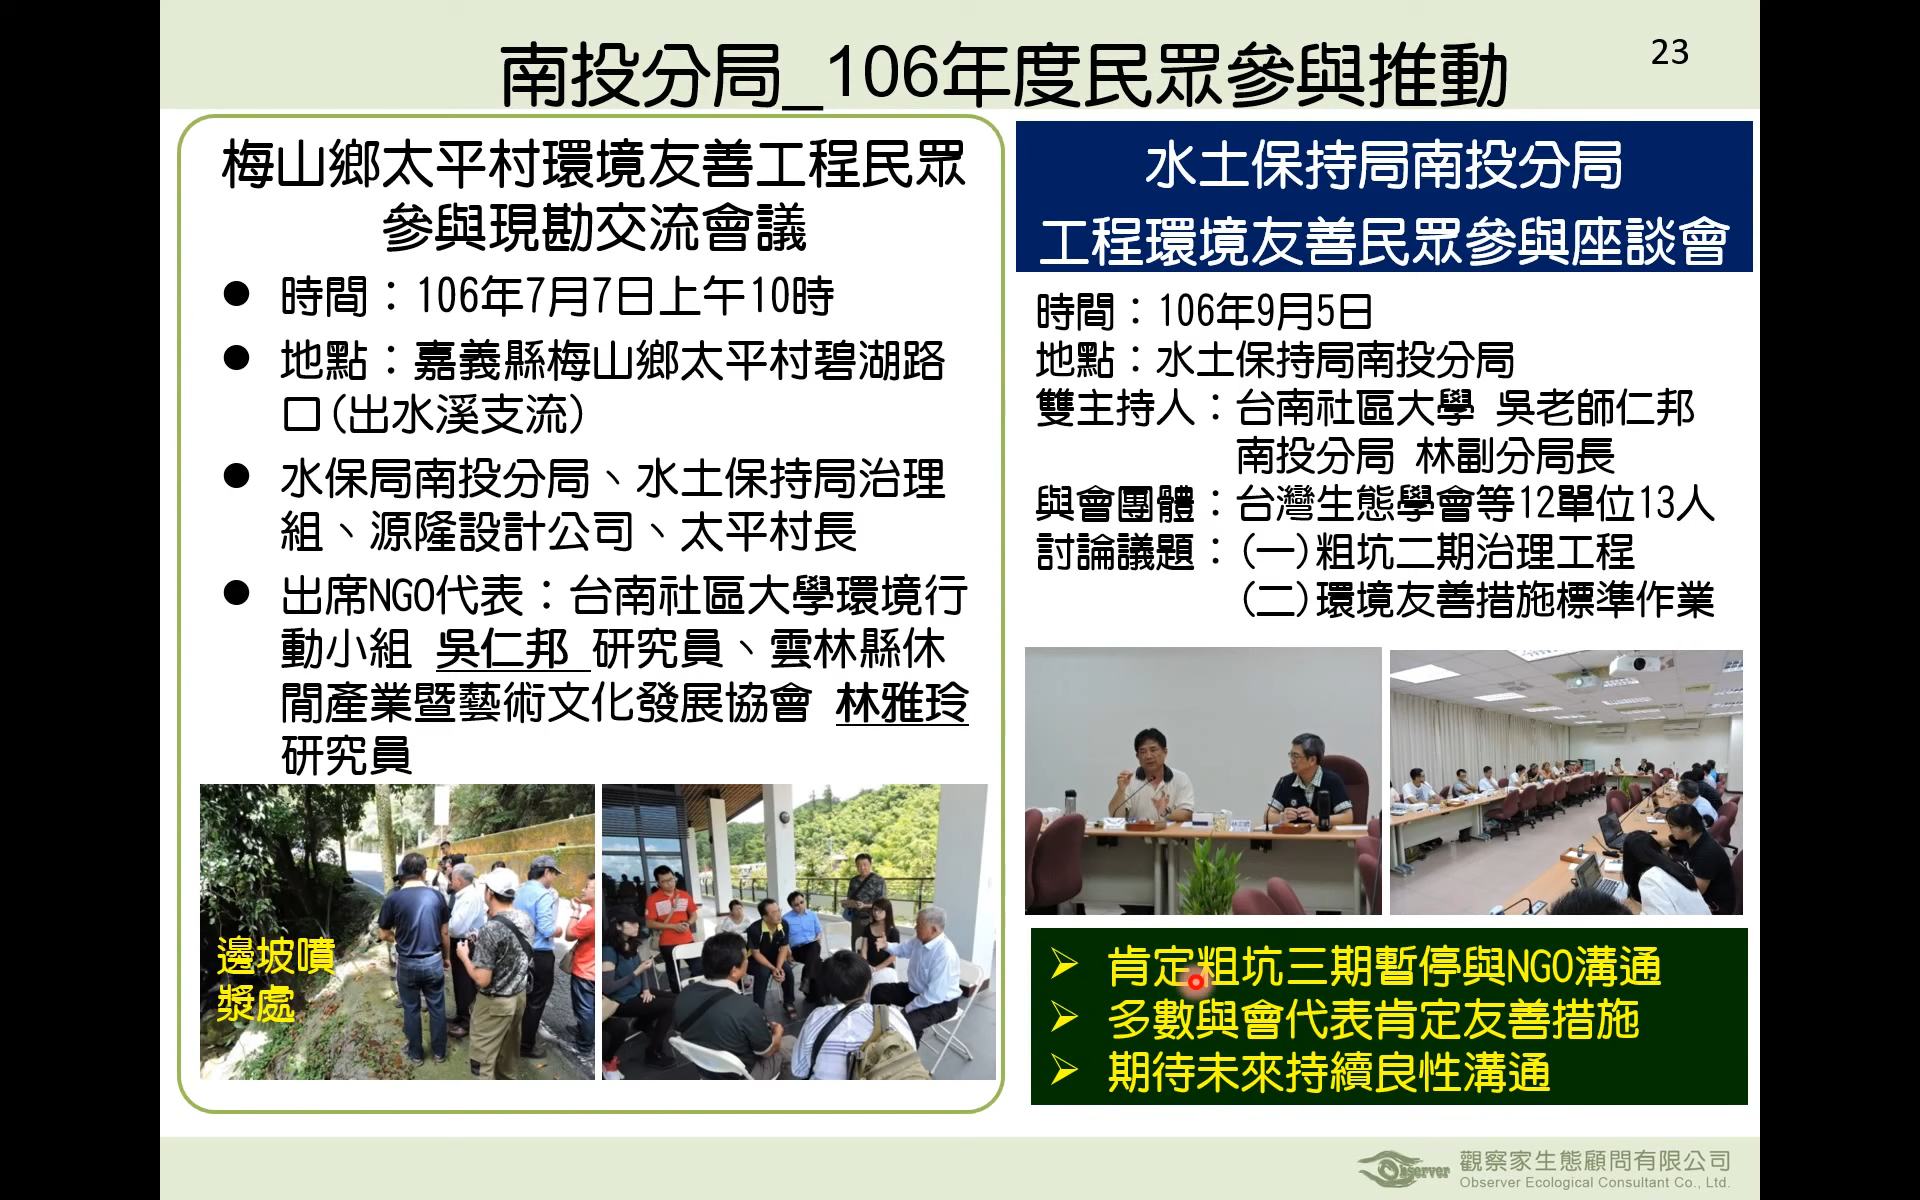 南投分局_106年度民眾參與推動
23
梅山鄉太平村環境友善工程民眾
參與現勘交流會議
● 時間：106年7月7日上午10時
● 地點：嘉義縣梅山鄉太平村碧湖路
口(出水溪支流)
● 水保局南投分局、水土保持局治理
組、源隆設計公司、太平村長
● 出席NGO代表：台南社區大學環境行
動小組 吳仁邦 研究員、雲林縣休
閒產業暨藝術文化發展協會 林雅玲
研究員
邊坡噴
漿處
水土保持局南投分局
工程環境友善民眾參與座談會
時間：106年9月5日
地點：水土保持局南投分局
雙主持人：台南社區大學 吳老師仁邦
南投分局 林副分局長
與會團體：台灣生態學會等12單位13人
討論議題：(一)粗坑二期治理工程
(二)環境友善措施標準作業
➢ 肯定粗坑三期暫停與NGO溝通
➢ 多數與會代表肯定友善措施
➢ 期待未來持續良性溝通
Observer
觀察家生態顧問有限公司
Observer Ecological Consultant Co., Ltd.